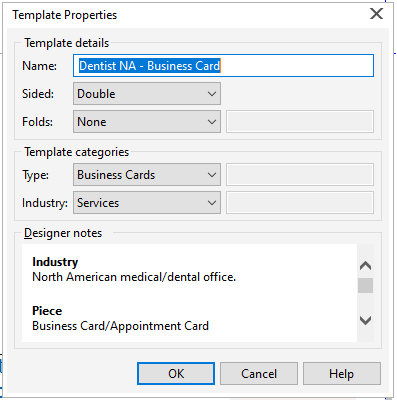 Template Properties
Template details
Name: Dentist NA - Business Card
Sided: Double
Folds: None
Template categories
Type: Business Cards
Industry: Services
Designer notes
Industry
North American medical/dental office.
Piece
Business Card/Appointment Card
OK Cancel Help